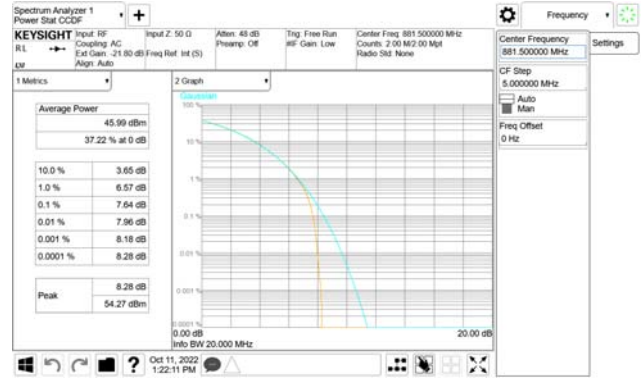 Spectrum Analyzer 1
Power Stat CCDF
Frequency
KEYSIGHT
RL
Input: RF
Coupling: AC
Ext Gain: -21.80 dB
Align: Auto
Input Z: 50 Ω
Freq Ref: Int (S)
Atten: 48 dB
Preamp: Off
Trig: Free Run
#IF Gain: Low
Center Freq: 881.500000 MHz
Counts: 2.00 M/2.00 Mpt
Radio Std: None
Center Frequency
881.500000 MHz
Settings
CF Step
5.000000 MHz
Auto
Man
Freq Offset
0 Hz
1 Metrics
2 Graph
Gaussian
Average Power
45.99 dBm
37.22 % at 0 dB
10.0 % 3.65 dB
1.0 % 6.57 dB
0.1 % 7.64 dB
0.01 % 7.96 dB
0.001 % 8.18 dB
0.0001 % 8.28 dB
Peak
8.28 dB
54.27 dBm
100 %
10 %
1 %
0.1 %
0.01 %
0.001 %
0.0001 %
0.00 dB
20.00 dB
Info BW 20.000 MHz
?
Oct 11, 2022
1:22:11 PM